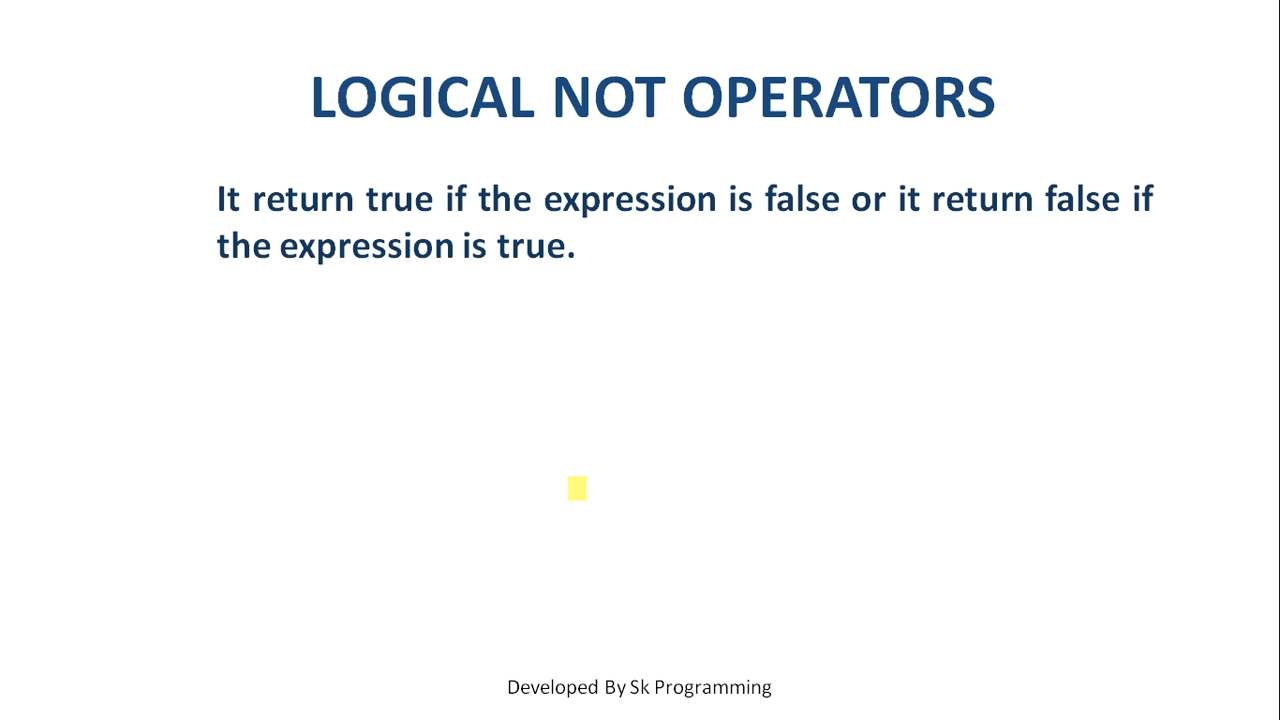 LOGICAL NOT OPERATORS
It return true if the expression is false or it return false if
the expression is true.
Developed By Sk Programming